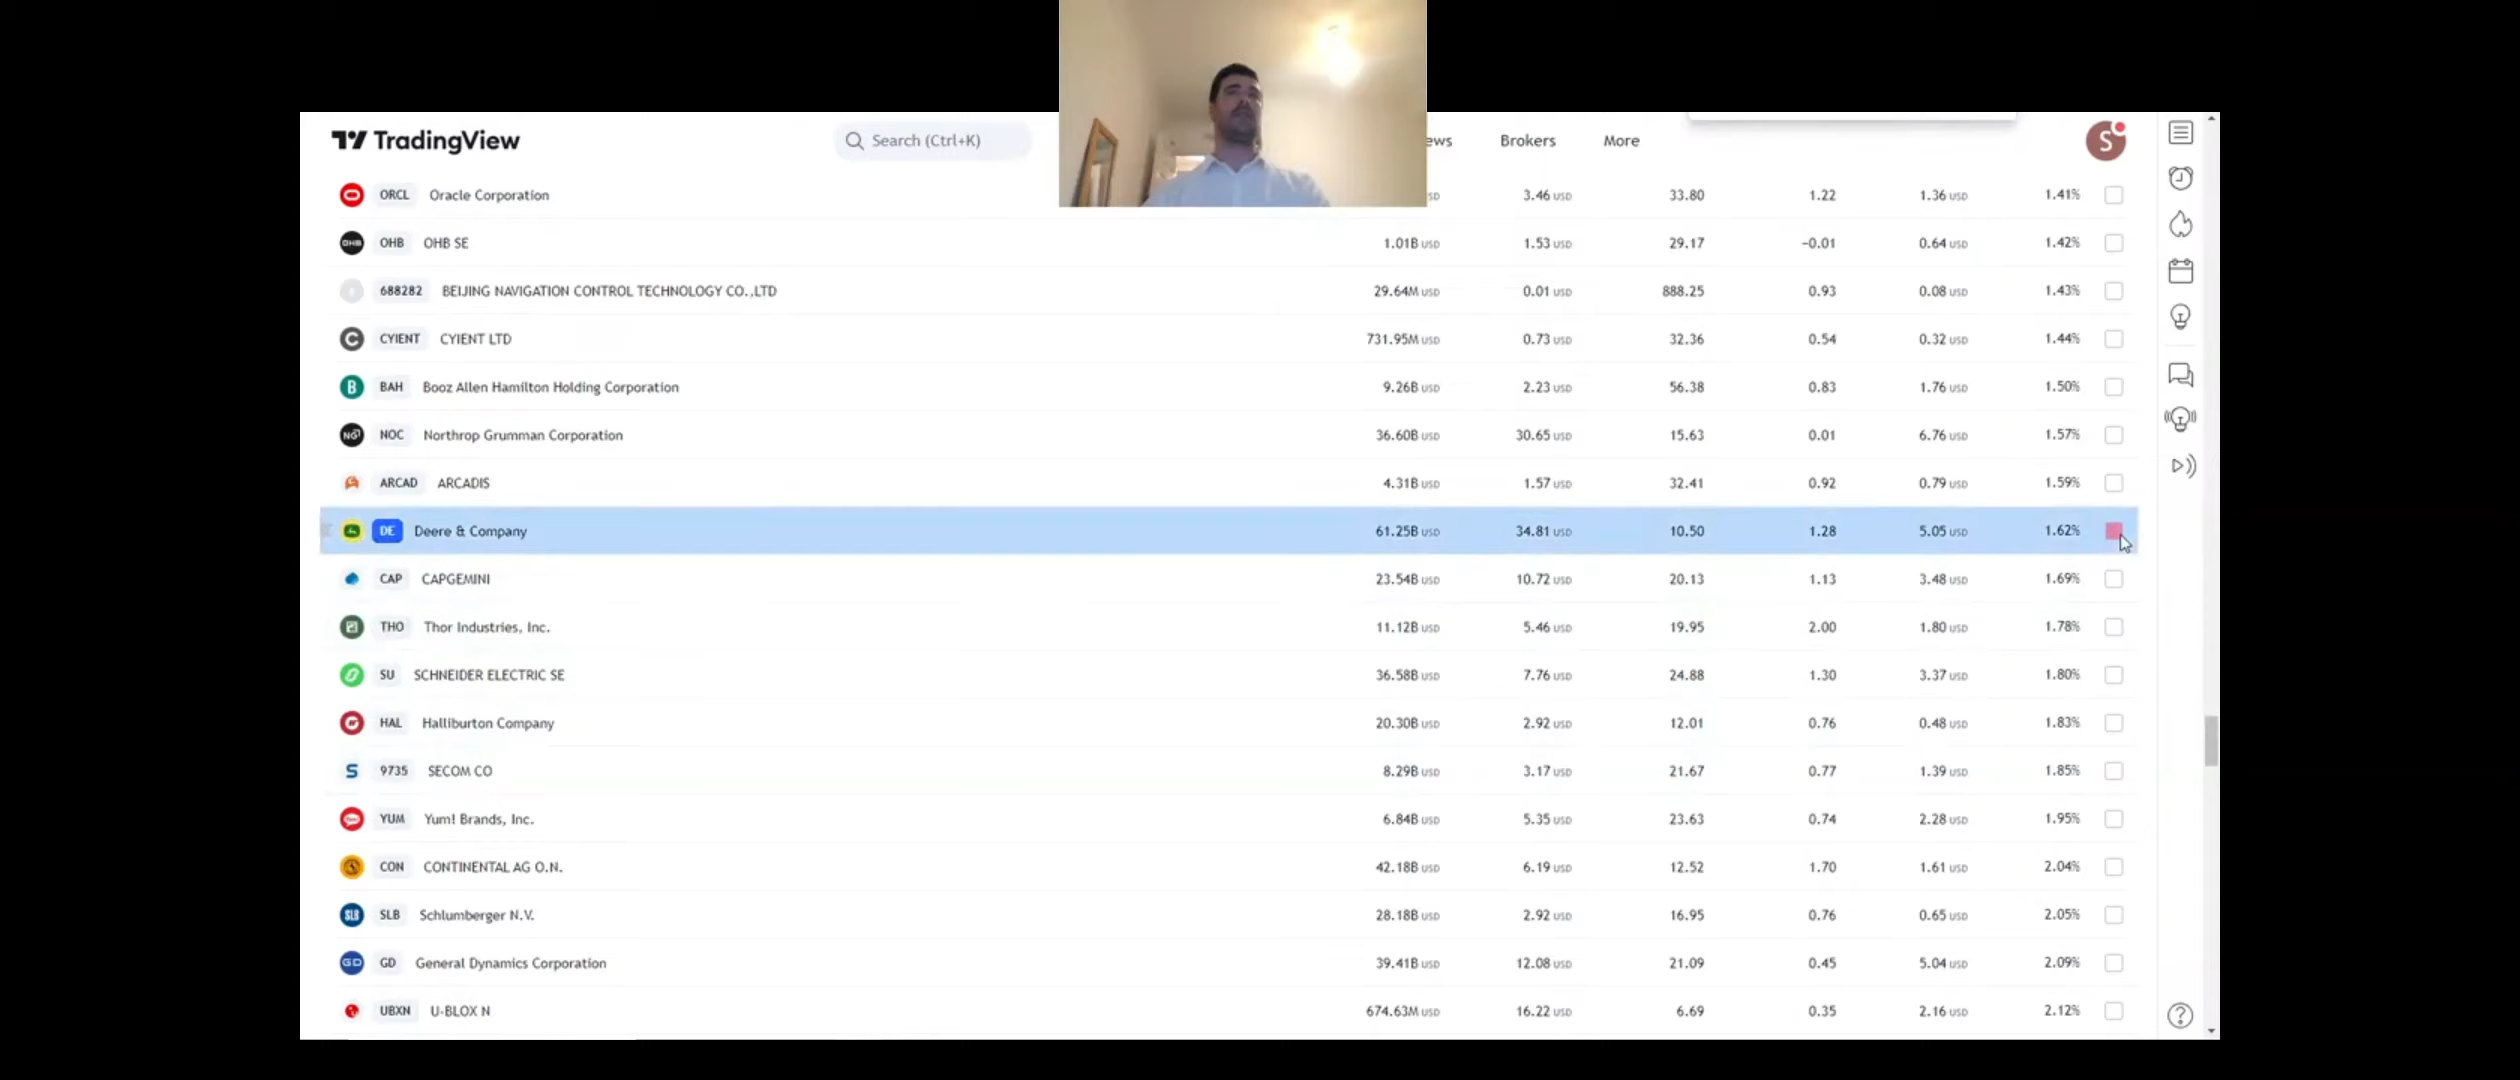 TradingView
Search (Ctrl+K)
Brokers
More
S
ORCL Oracle Corporation 3.46 USD 33.80 1.22 1.36 USD 1.41%
OHB OHB SE 1.01B USD 1.53 USD 29.17 −0.01 0.64 USD 1.42%
688282 BEIJING NAVIGATION CONTROL TECHNOLOGY CO.,LTD 29.64M USD 0.01 USD 888.25 0.93 0.08 USD 1.43%
C CYIENT CYIENT LTD 731.95M USD 0.73 USD 32.36 0.54 0.32 USD 1.44%
B BAH Booz Allen Hamilton Holding Corporation 9.26B USD 2.23 USD 56.38 0.83 1.76 USD 1.50%
NG NOC Northrop Grumman Corporation 36.60B USD 30.65 USD 15.63 0.01 6.76 USD 1.57%
ARCAD ARCADIS 4.31B USD 1.57 USD 32.41 0.92 0.79 USD 1.59%
DE Deere & Company 61.25B USD 34.81 USD 10.50 1.28 5.05 USD 1.62%
CAP CAPGEMINI 23.54B USD 10.72 USD 20.13 1.13 3.48 USD 1.69%
THO Thor Industries, Inc. 11.12B USD 5.46 USD 19.95 2.00 1.80 USD 1.78%
SU SCHNEIDER ELECTRIC SE 36.58B USD 7.76 USD 24.88 1.30 3.37 USD 1.80%
HAL Halliburton Company 20.30B USD 2.92 USD 12.01 0.76 0.48 USD 1.83%
S 9735 SECOM CO 8.29B USD 3.17 USD 21.67 0.77 1.39 USD 1.85%
YUM Yum! Brands, Inc. 6.84B USD 5.35 USD 23.63 0.74 2.28 USD 1.95%
CON CONTINENTAL AG O.N. 42.18B USD 6.19 USD 12.52 1.70 1.61 USD 2.04%
SLB SLB Schlumberger N.V. 28.18B USD 2.92 USD 16.95 0.76 0.65 USD 2.05%
GD GD General Dynamics Corporation 39.41B USD 12.08 USD 21.09 0.45 5.04 USD 2.09%
UBXN U-BLOX N 674.63M USD 16.22 USD 6.69 0.35 2.16 USD 2.12%